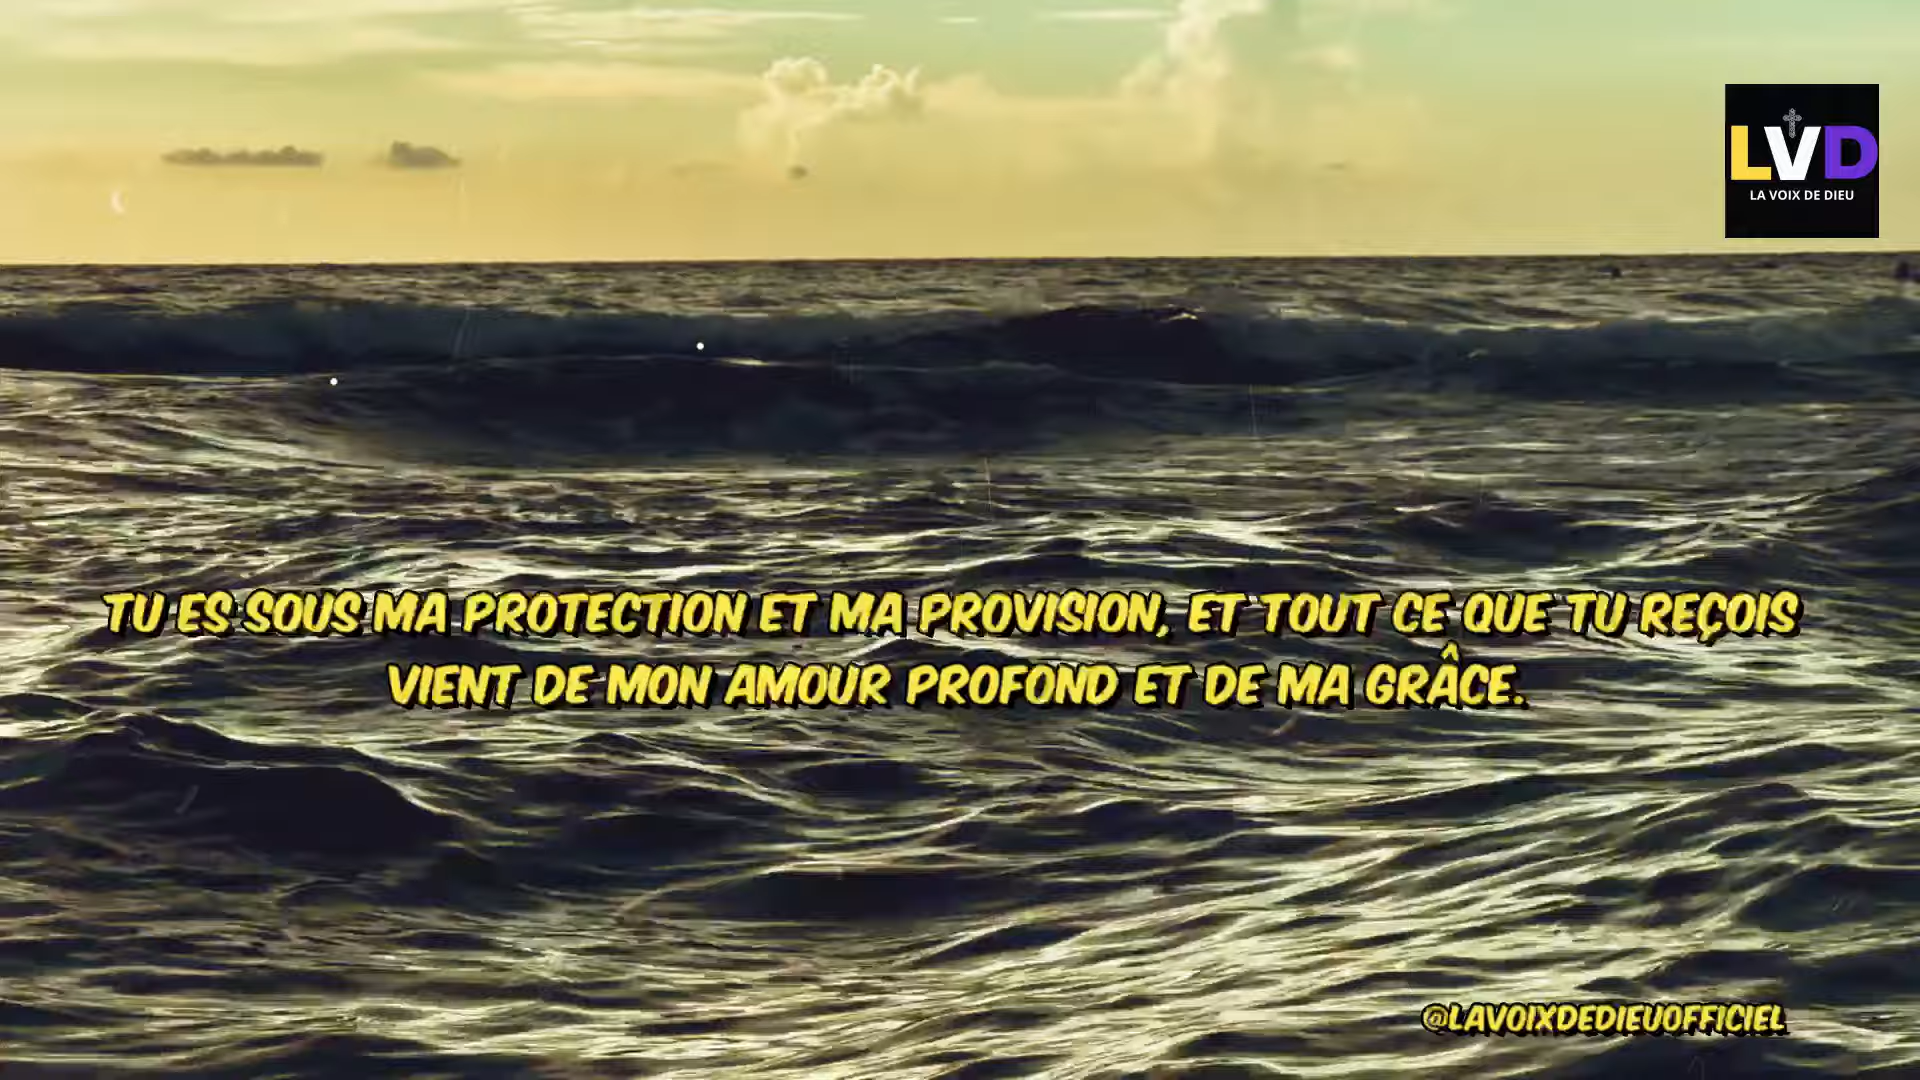 LVD
LA VOIX DE DIEU
TU ES SOUS MA PROTECTION ET MA PROVISION, ET TOUT CE QUE TU REÇOIS
VIENT DE MON AMOUR PROFOND ET DE MA GRÂCE.
@LAVOIXDEDIEUOFFICIEL